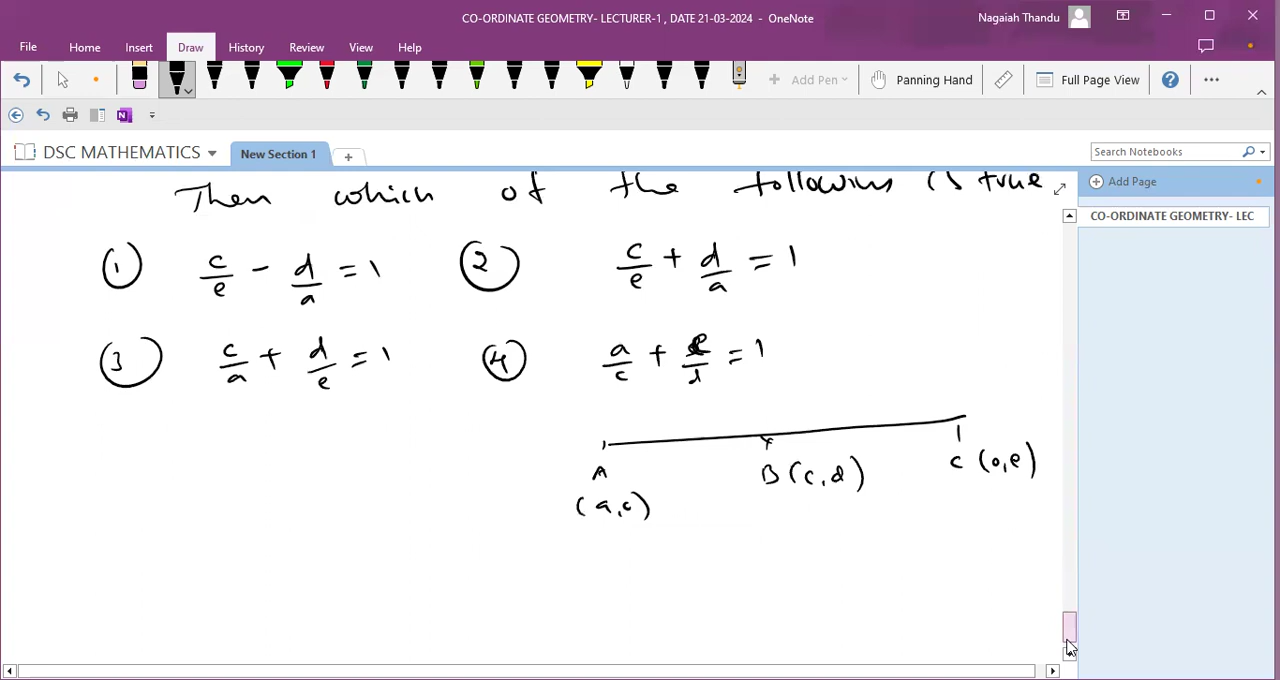 CO-ORDINATE GEOMETRY- LECTURER-1 , DATE 21-03-2024 - OneNote
Nagaiah Thandu
File Home Insert Draw History Review View Help
Add Pen Panning Hand Full Page View
DSC MATHEMATICS New Section 1
Search Notebooks
Add Page
CO-ORDINATE GEOMETRY- LEC
Then which of the following is true
① c/e - d/a = 1 ② c/e + d/a = 1
③ c/a + d/e = 1 ④ a/c + e/d = 1
A B (c, d) C (0, e)
(a, c)